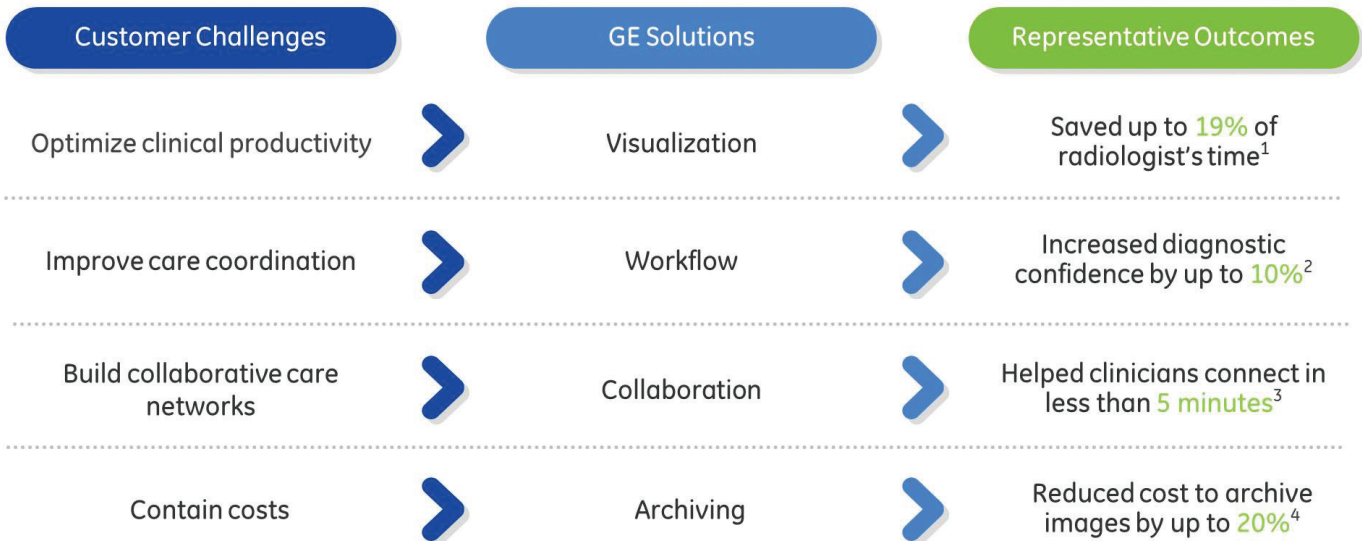 Customer Challenges
GE Solutions
Representative Outcomes
Optimize clinical productivity
Visualization
Saved up to 19% of
radiologist's time¹
Improve care coordination
Workflow
Increased diagnostic
confidence by up to 10%²
Build collaborative care
networks
Collaboration
Helped clinicians connect in
less than 5 minutes³
Contain costs
Archiving
Reduced cost to archive
images by up to 20%⁴